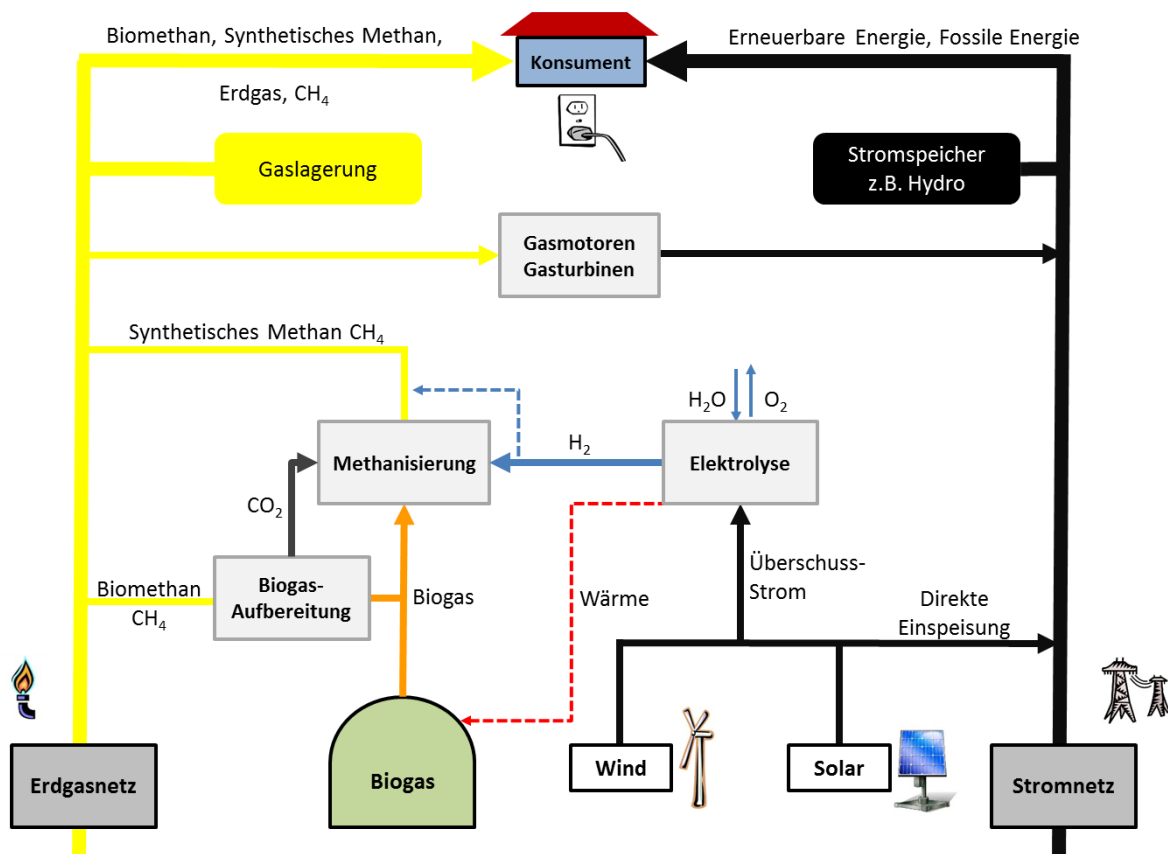 Biomethan, Synthetisches Methan,
Erdgas, CH₄
Konsument
Erneuerbare Energie, Fossile Energie
Gaslagerung
Stromspeicher
z.B. Hydro
Gasmotoren
Gasturbinen
Synthetisches Methan CH₄
H₂O
O₂
Methanisierung
H₂
Elektrolyse
CO₂
Biomethan
CH₄
Biogas-
Aufbereitung
Biogas
Wärme
Überschuss-
Strom
Direkte
Einspeisung
Erdgasnetz
Biogas
Wind
Solar
Stromnetz